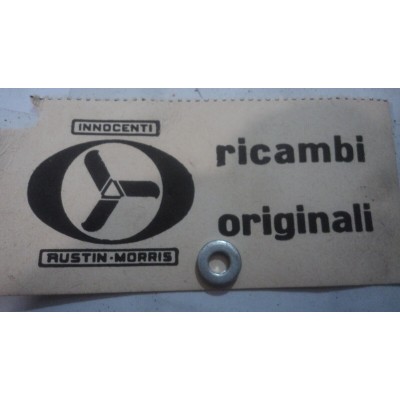 INNOCENTI
ricambi
originali
AUSTIN-MORRIS